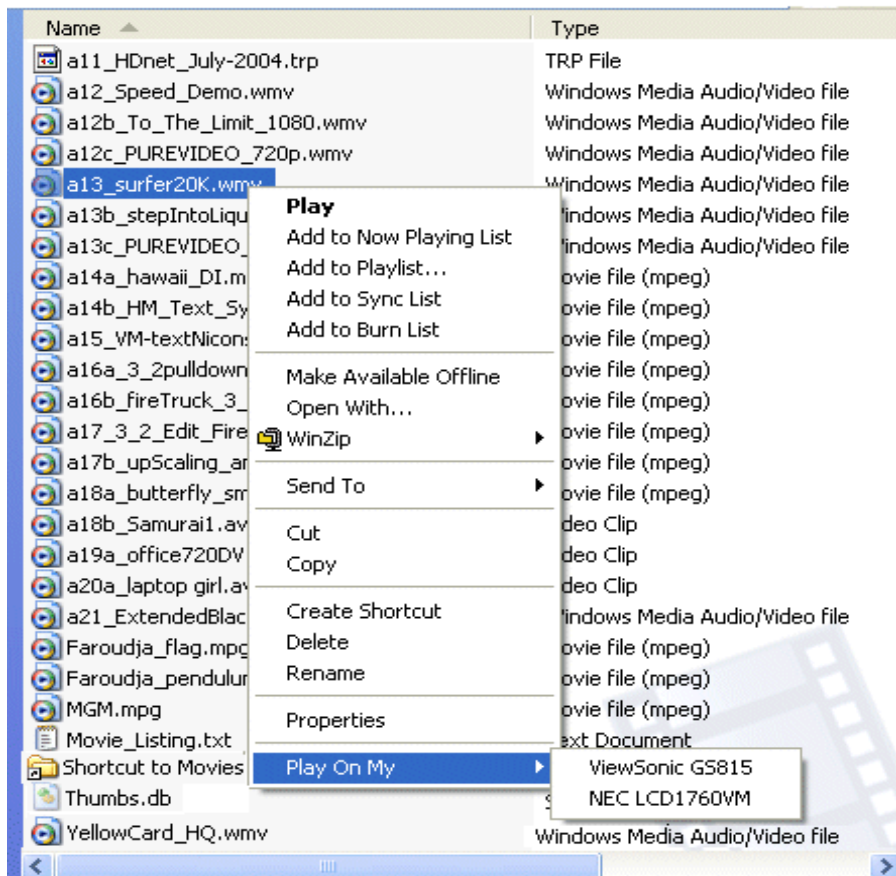 Name Type
a11_HDnet_July-2004.trp TRP File
a12_Speed_Demo.wmv Windows Media Audio/Video file
a12b_To_The_Limit_1080.wmv Windows Media Audio/Video file
a12c_PUREVIDEO_720p.wmv Windows Media Audio/Video file
a13_surfer20K.wmv Windows Media Audio/Video file
a13b_stepIntoLiqu indows Media Audio/Video file
a13c_PUREVIDEO_ indows Media Audio/Video file
a14a_hawaii_DI.m ovie file (mpeg)
a14b_HM_Text_Sy ovie file (mpeg)
a15_VM-textNicon ovie file (mpeg)
a16a_3_2pulldown ovie file (mpeg)
a16b_fireTruck_3_ ovie file (mpeg)
a17_3_2_Edit_Fire ovie file (mpeg)
a17b_upScaling_ar ovie file (mpeg)
a18a_butterfly_sm ovie file (mpeg)
a18b_Samurai1.av deo Clip
a19a_office720DV deo Clip
a20a_laptop girl.av deo Clip
a21_ExtendedBlac indows Media Audio/Video file
Faroudja_flag.mpg ovie file (mpeg)
Faroudja_pendulur ovie file (mpeg)
MGM.mpg ovie file (mpeg)
Movie_Listing.txt ext Document
Shortcut to Movies
Thumbs.db
YellowCard_HQ.wmv Windows Media Audio/Video file
Play
Add to Now Playing List
Add to Playlist...
Add to Sync List
Add to Burn List
Make Available Offline
Open With...
WinZip
Send To
Cut
Copy
Create Shortcut
Delete
Rename
Properties
Play On My
ViewSonic GS815
NEC LCD1760VM